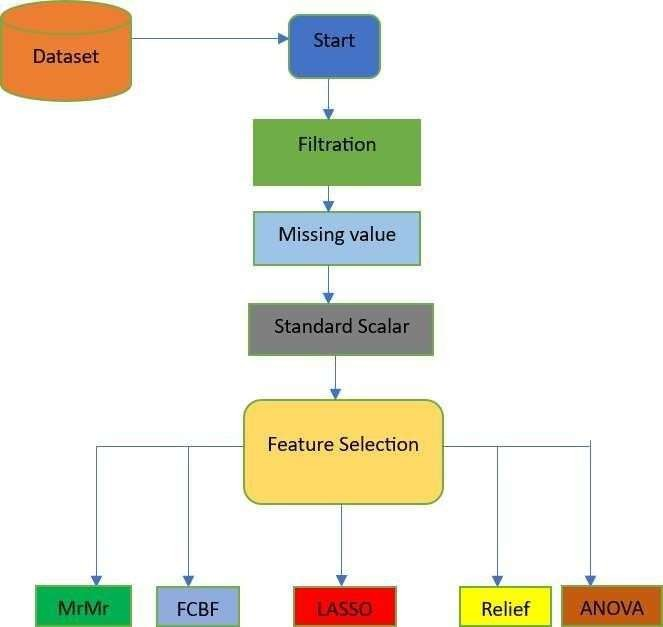 Dataset
Start
Filtration
Missing value
Standard Scalar
Feature Selection
MrMr
FCBF
LASSO
Relief
ANOVA